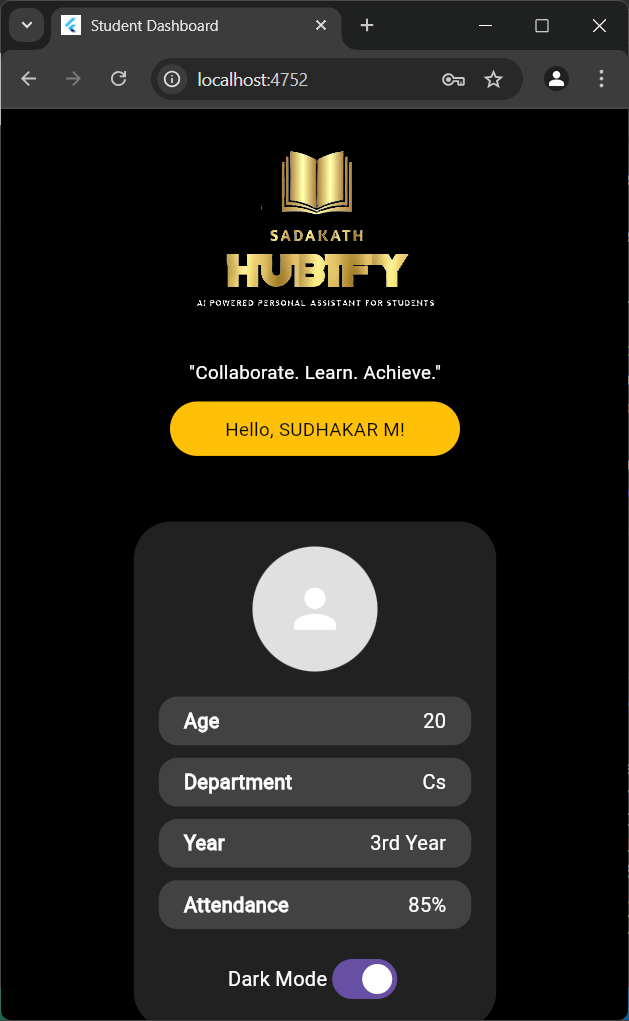 Student Dashboard
localhost:4752
SADAKATH
HUBIFY
AI POWERED PERSONAL ASSISTANT FOR STUDENTS
"Collaborate. Learn. Achieve."
Hello, SUDHAKAR M!
Age 20
Department Cs
Year 3rd Year
Attendance 85%
Dark Mode